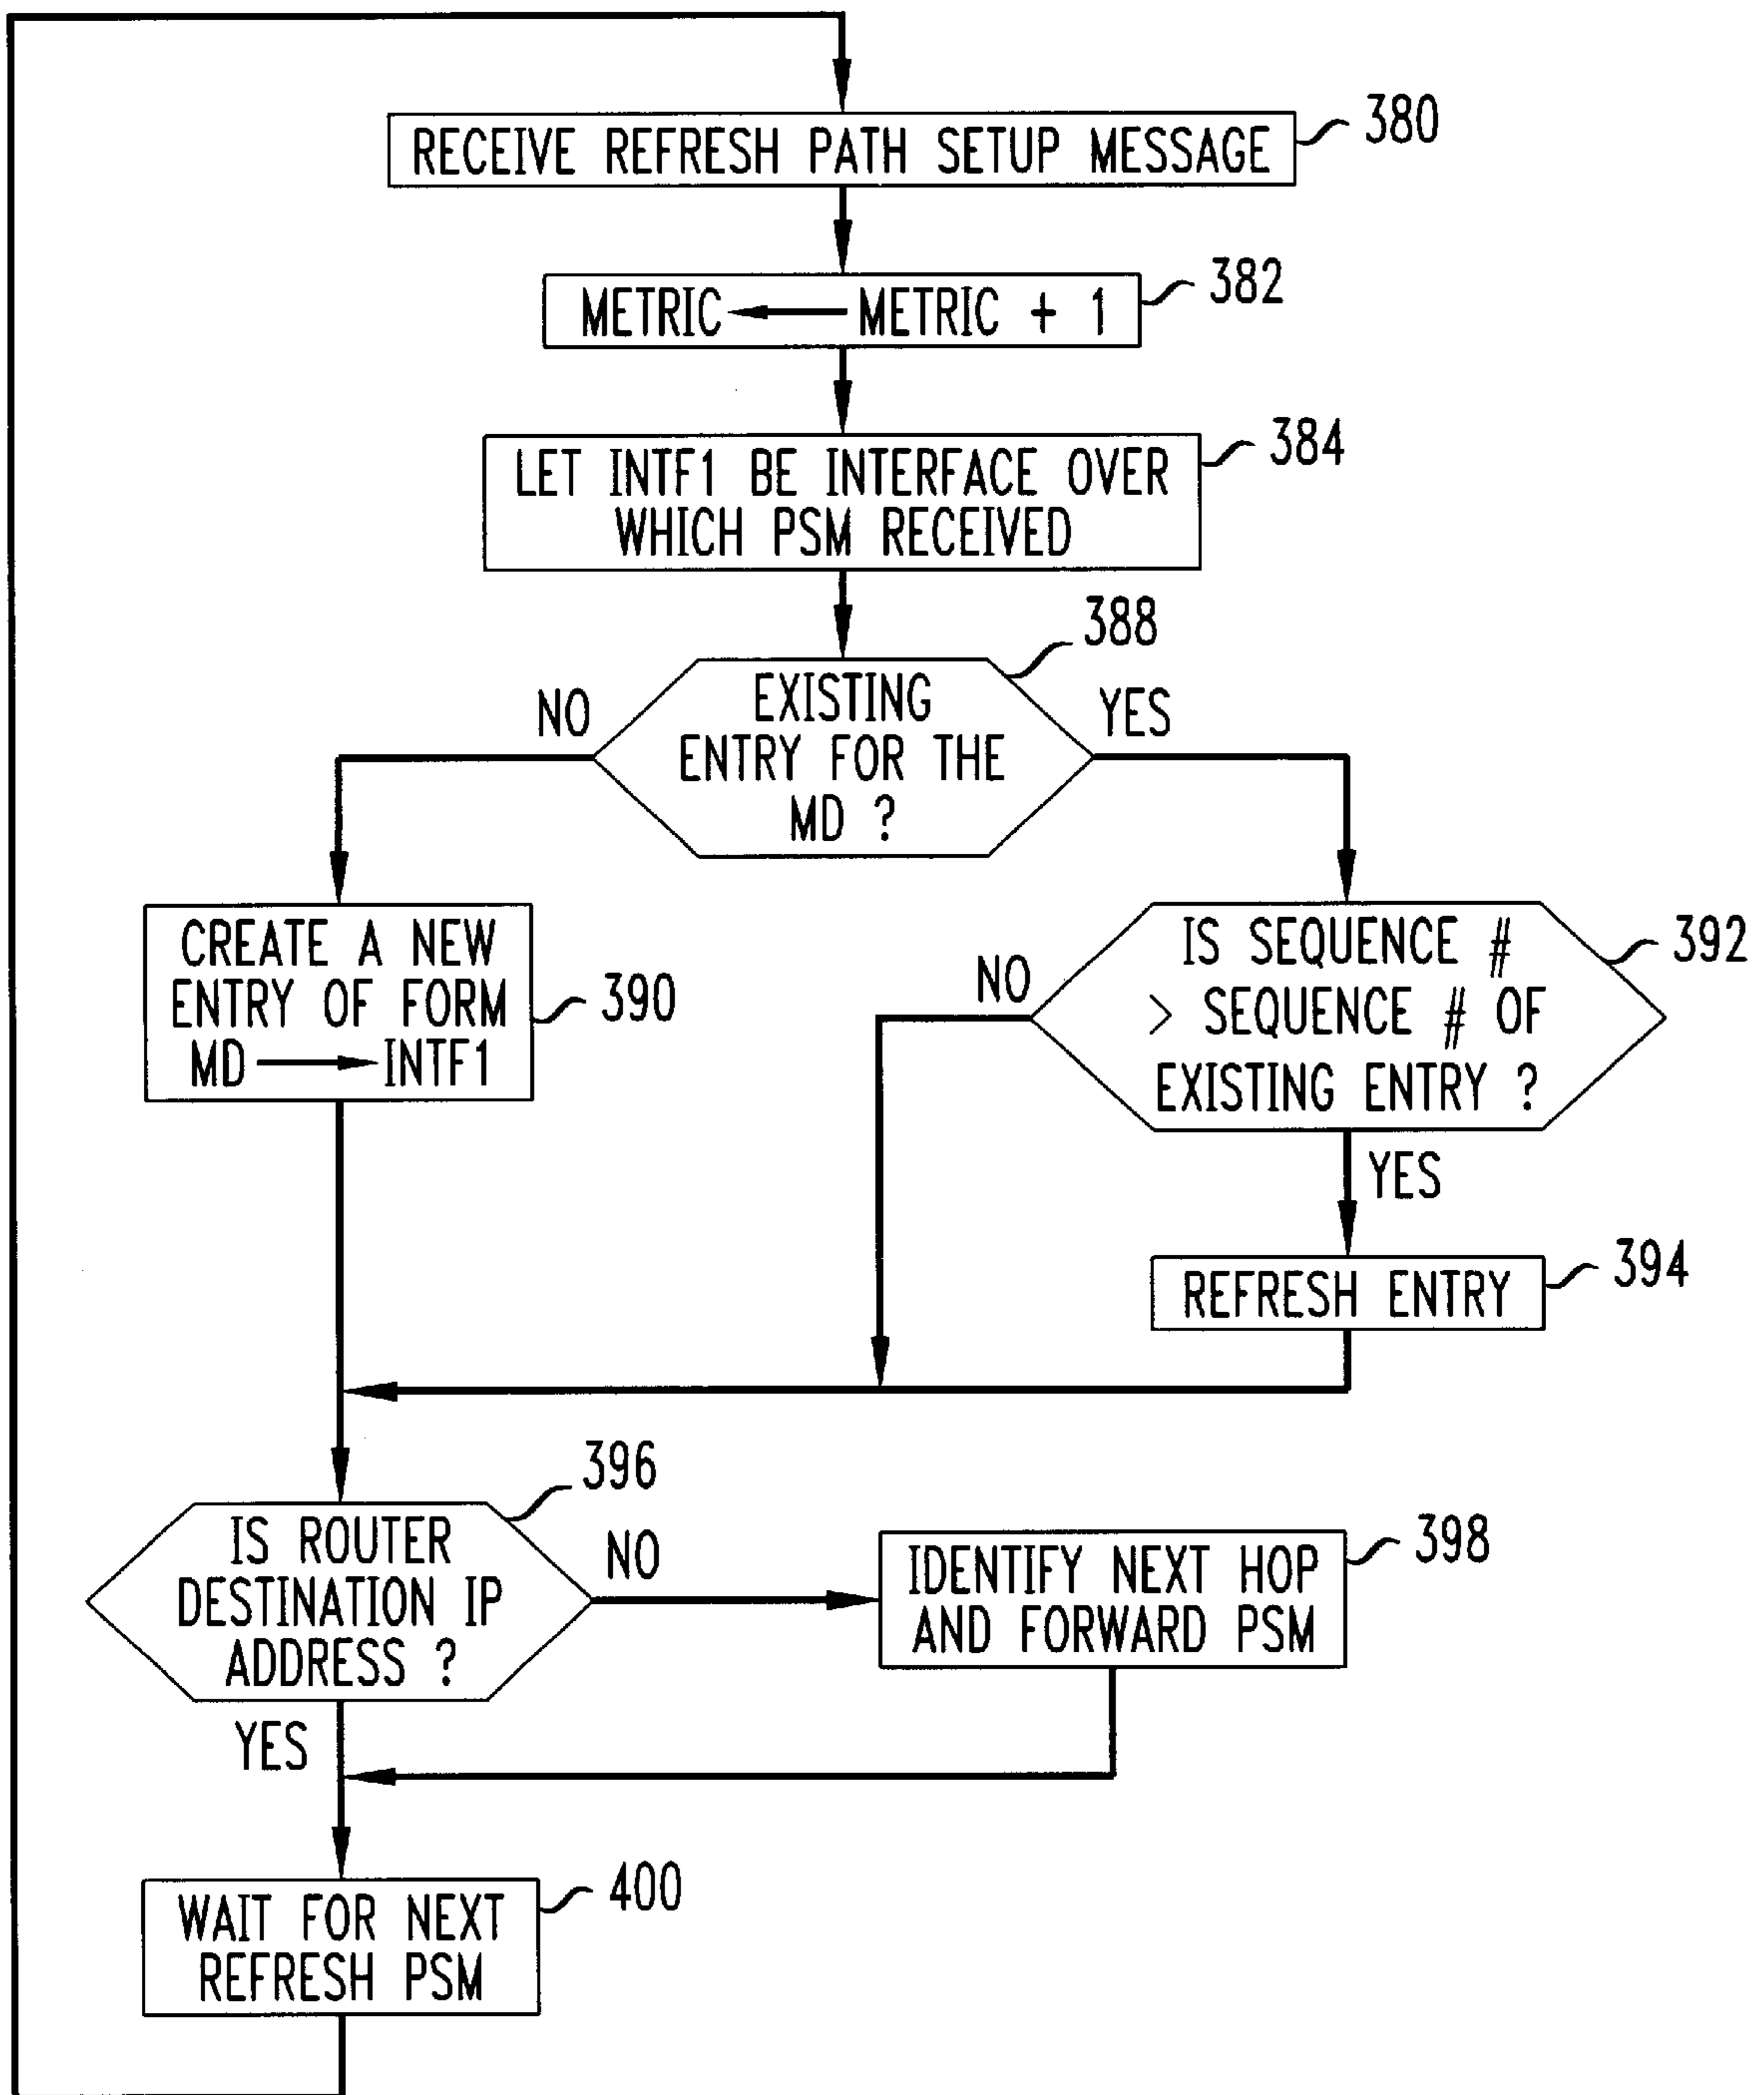 RECEIVE REFRESH PATH SETUP MESSAGE
380
METRIC ← METRIC + 1
382
LET INTF1 BE INTERFACE OVER
WHICH PSM RECEIVED
384
388
EXISTING
ENTRY FOR THE
MD ?
NO
YES
CREATE A NEW
ENTRY OF FORM
MD → INTF1
390
IS SEQUENCE #
> SEQUENCE # OF
EXISTING ENTRY ?
392
NO
YES
REFRESH ENTRY
394
396
IS ROUTER
DESTINATION IP
ADDRESS ?
NO
YES
IDENTIFY NEXT HOP
AND FORWARD PSM
398
WAIT FOR NEXT
REFRESH PSM
400